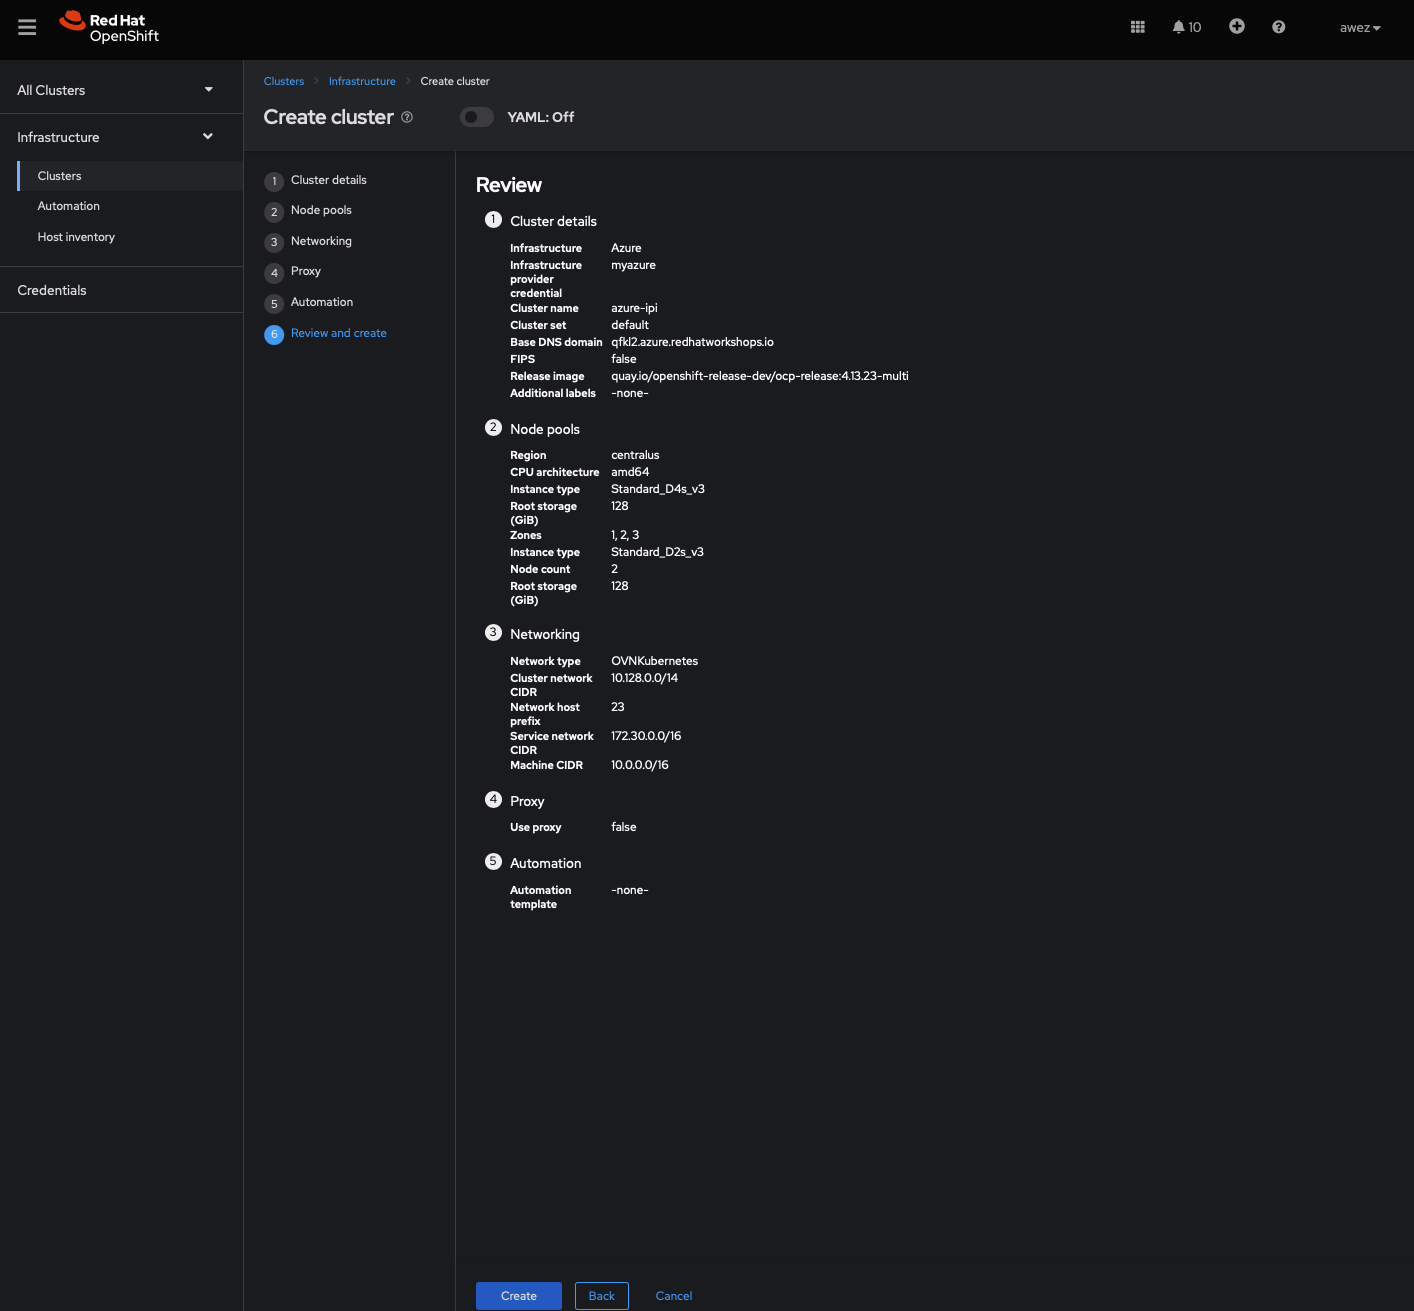 Red Hat
OpenShift
10
awez
All Clusters
Infrastructure
Clusters
Automation
Host inventory
Credentials
Clusters Infrastructure Create cluster
Create cluster
YAML: Off
1 Cluster details
2 Node pools
3 Networking
4 Proxy
5 Automation
6 Review and create
Review
1 Cluster details
Infrastructure Azure
Infrastructure myazure
provider
credential
Cluster name azure-ipi
Cluster set default
Base DNS domain qfkl2.azure.redhatworkshops.io
FIPS false
Release image quay.io/openshift-release-dev/ocp-release:4.13.23-multi
Additional labels -none-
2 Node pools
Region centralus
CPU architecture amd64
Instance type Standard_D4s_v3
Root storage 128
(GiB)
Zones 1, 2, 3
Instance type Standard_D2s_v3
Node count 2
Root storage 128
(GiB)
3 Networking
Network type OVNKubernetes
Cluster network 10.128.0.0/14
CIDR
Network host 23
prefix
Service network 172.30.0.0/16
CIDR
Machine CIDR 10.0.0.0/16
4 Proxy
Use proxy false
5 Automation
Automation -none-
template
Create Back Cancel